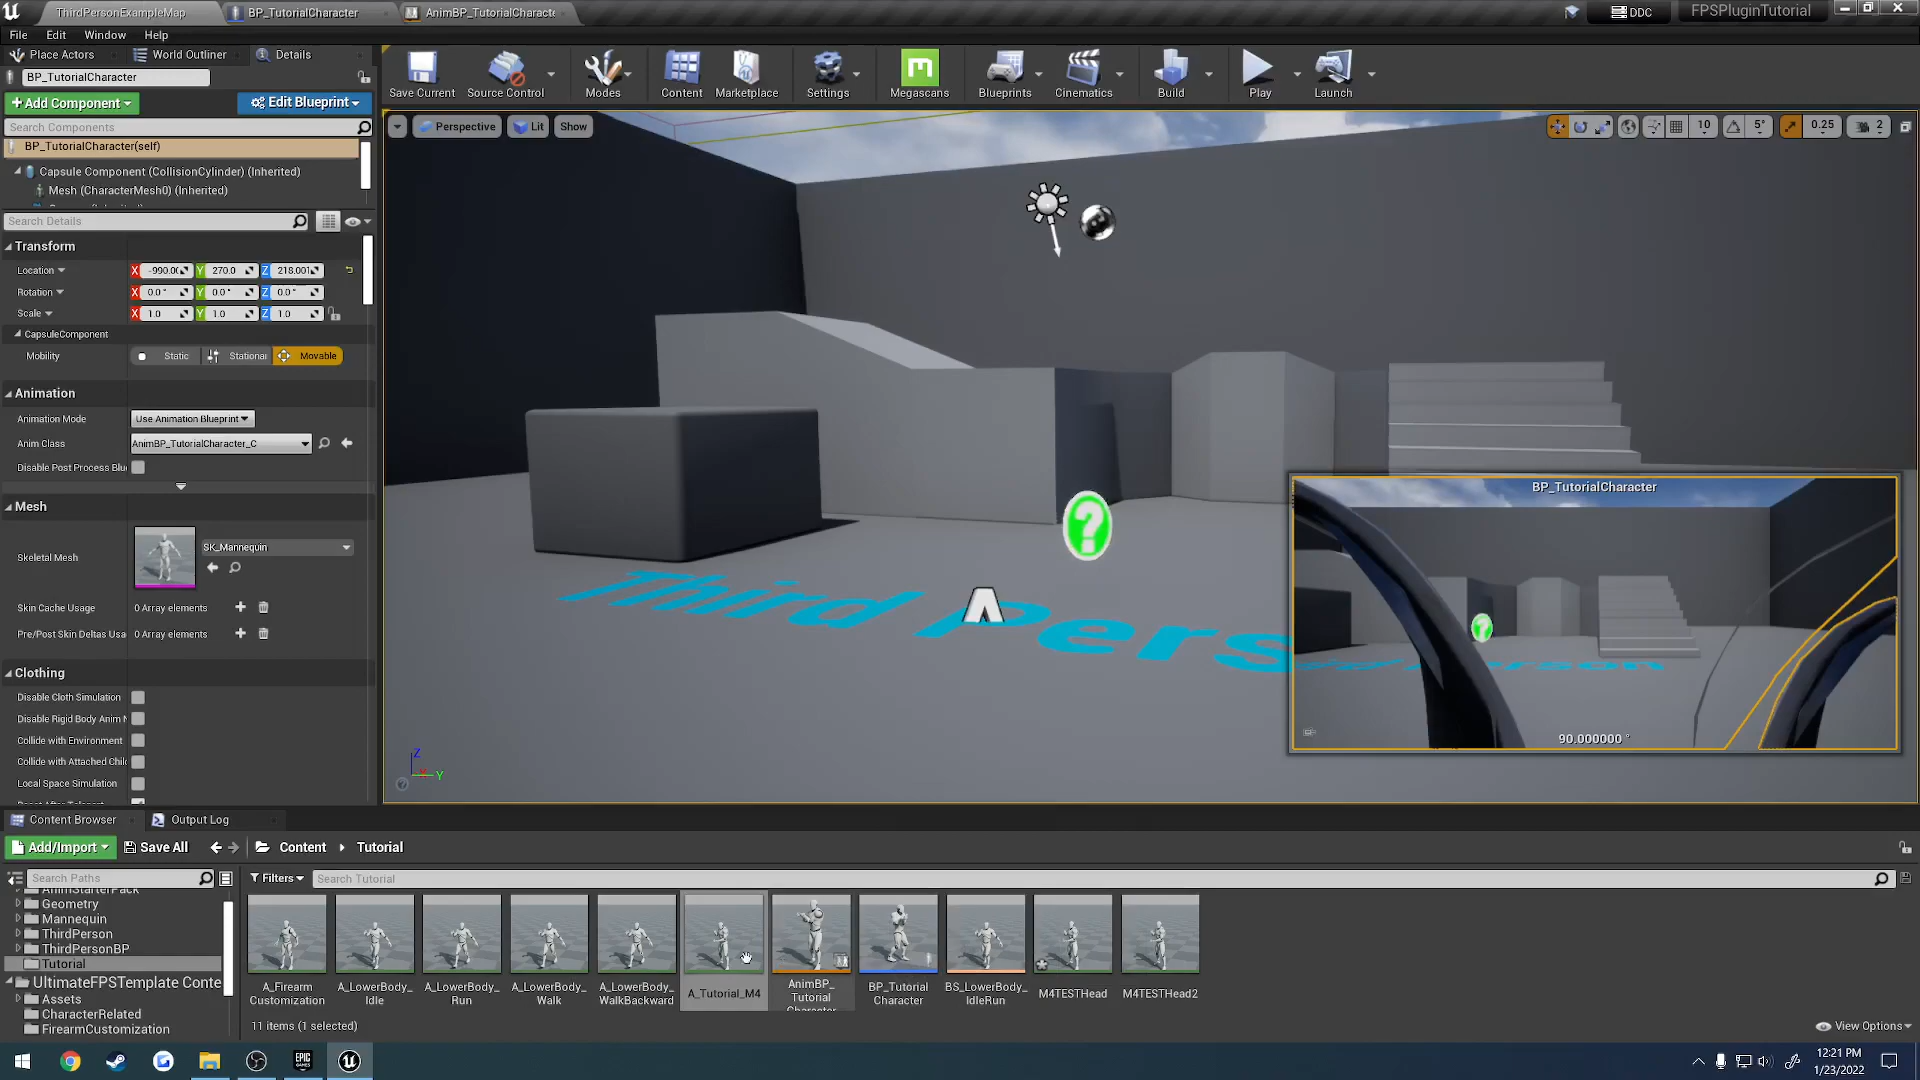 ThirdPersonExampleMap
BP_TutorialCharacter
AnimBP_TutorialCharacte
DDC
FPSPluginTutorial
File Edit Window Help
Place Actors World Outliner Details
BP_TutorialCharacter
+Add Component
Edit Blueprint
Search Components
BP_TutorialCharacter(self)
Capsule Component (CollisionCylinder) (Inherited)
Mesh (CharacterMesh0) (Inherited)
Search Details
Transform
Location X -990.0( Y 270.0 Z 218.001
Rotation X 0.0° Y 0.0° Z 0.0°
Scale X 1.0 Y 1.0 Z 1.0
CapsuleComponent
Mobility Static Stationa Movable
Animation
Animation Mode Use Animation Blueprint
Anim Class AnimBP_TutorialCharacter_C
Disable Post Process Blu
Mesh
Skeletal Mesh SK_Mannequin
Skin Cache Usage 0 Array elements
Pre/Post Skin Deltas Usa 0 Array elements
Clothing
Disable Cloth Simulation
Disable Rigid Body Anim N
Collide with Environment
Collide with Attached Chil
Local Space Simulation
Save Current Source Control Modes Content Marketplace Settings Megascans Blueprints Cinematics Build Play Launch
Perspective Lit Show
10 5° 0.25 2
Third Pers
BP_TutorialCharacter
90.000000 °
Z
Y
Content Browser Output Log
Add/Import Save All Content Tutorial
Search Paths
Filters Search Tutorial
AnimStarterPack
Geometry
Mannequin
ThirdPerson
ThirdPersonBP
Tutorial
UltimateFPSTemplate Conte
Assets
CharacterRelated
FirearmCustomization
A_Firearm
Customization
A_LowerBody_
Idle
A_LowerBody_
Run
A_LowerBody_
Walk
A_LowerBody_
WalkBackward
A_Tutorial_M4
AnimBP_
Tutorial
Character
BP_Tutorial
Character
BS_LowerBody_
IdleRun
M4TESTHead
M4TESTHead2
11 items (1 selected)
View Options
EPIC
GAMES
12:21 PM
1/23/2022